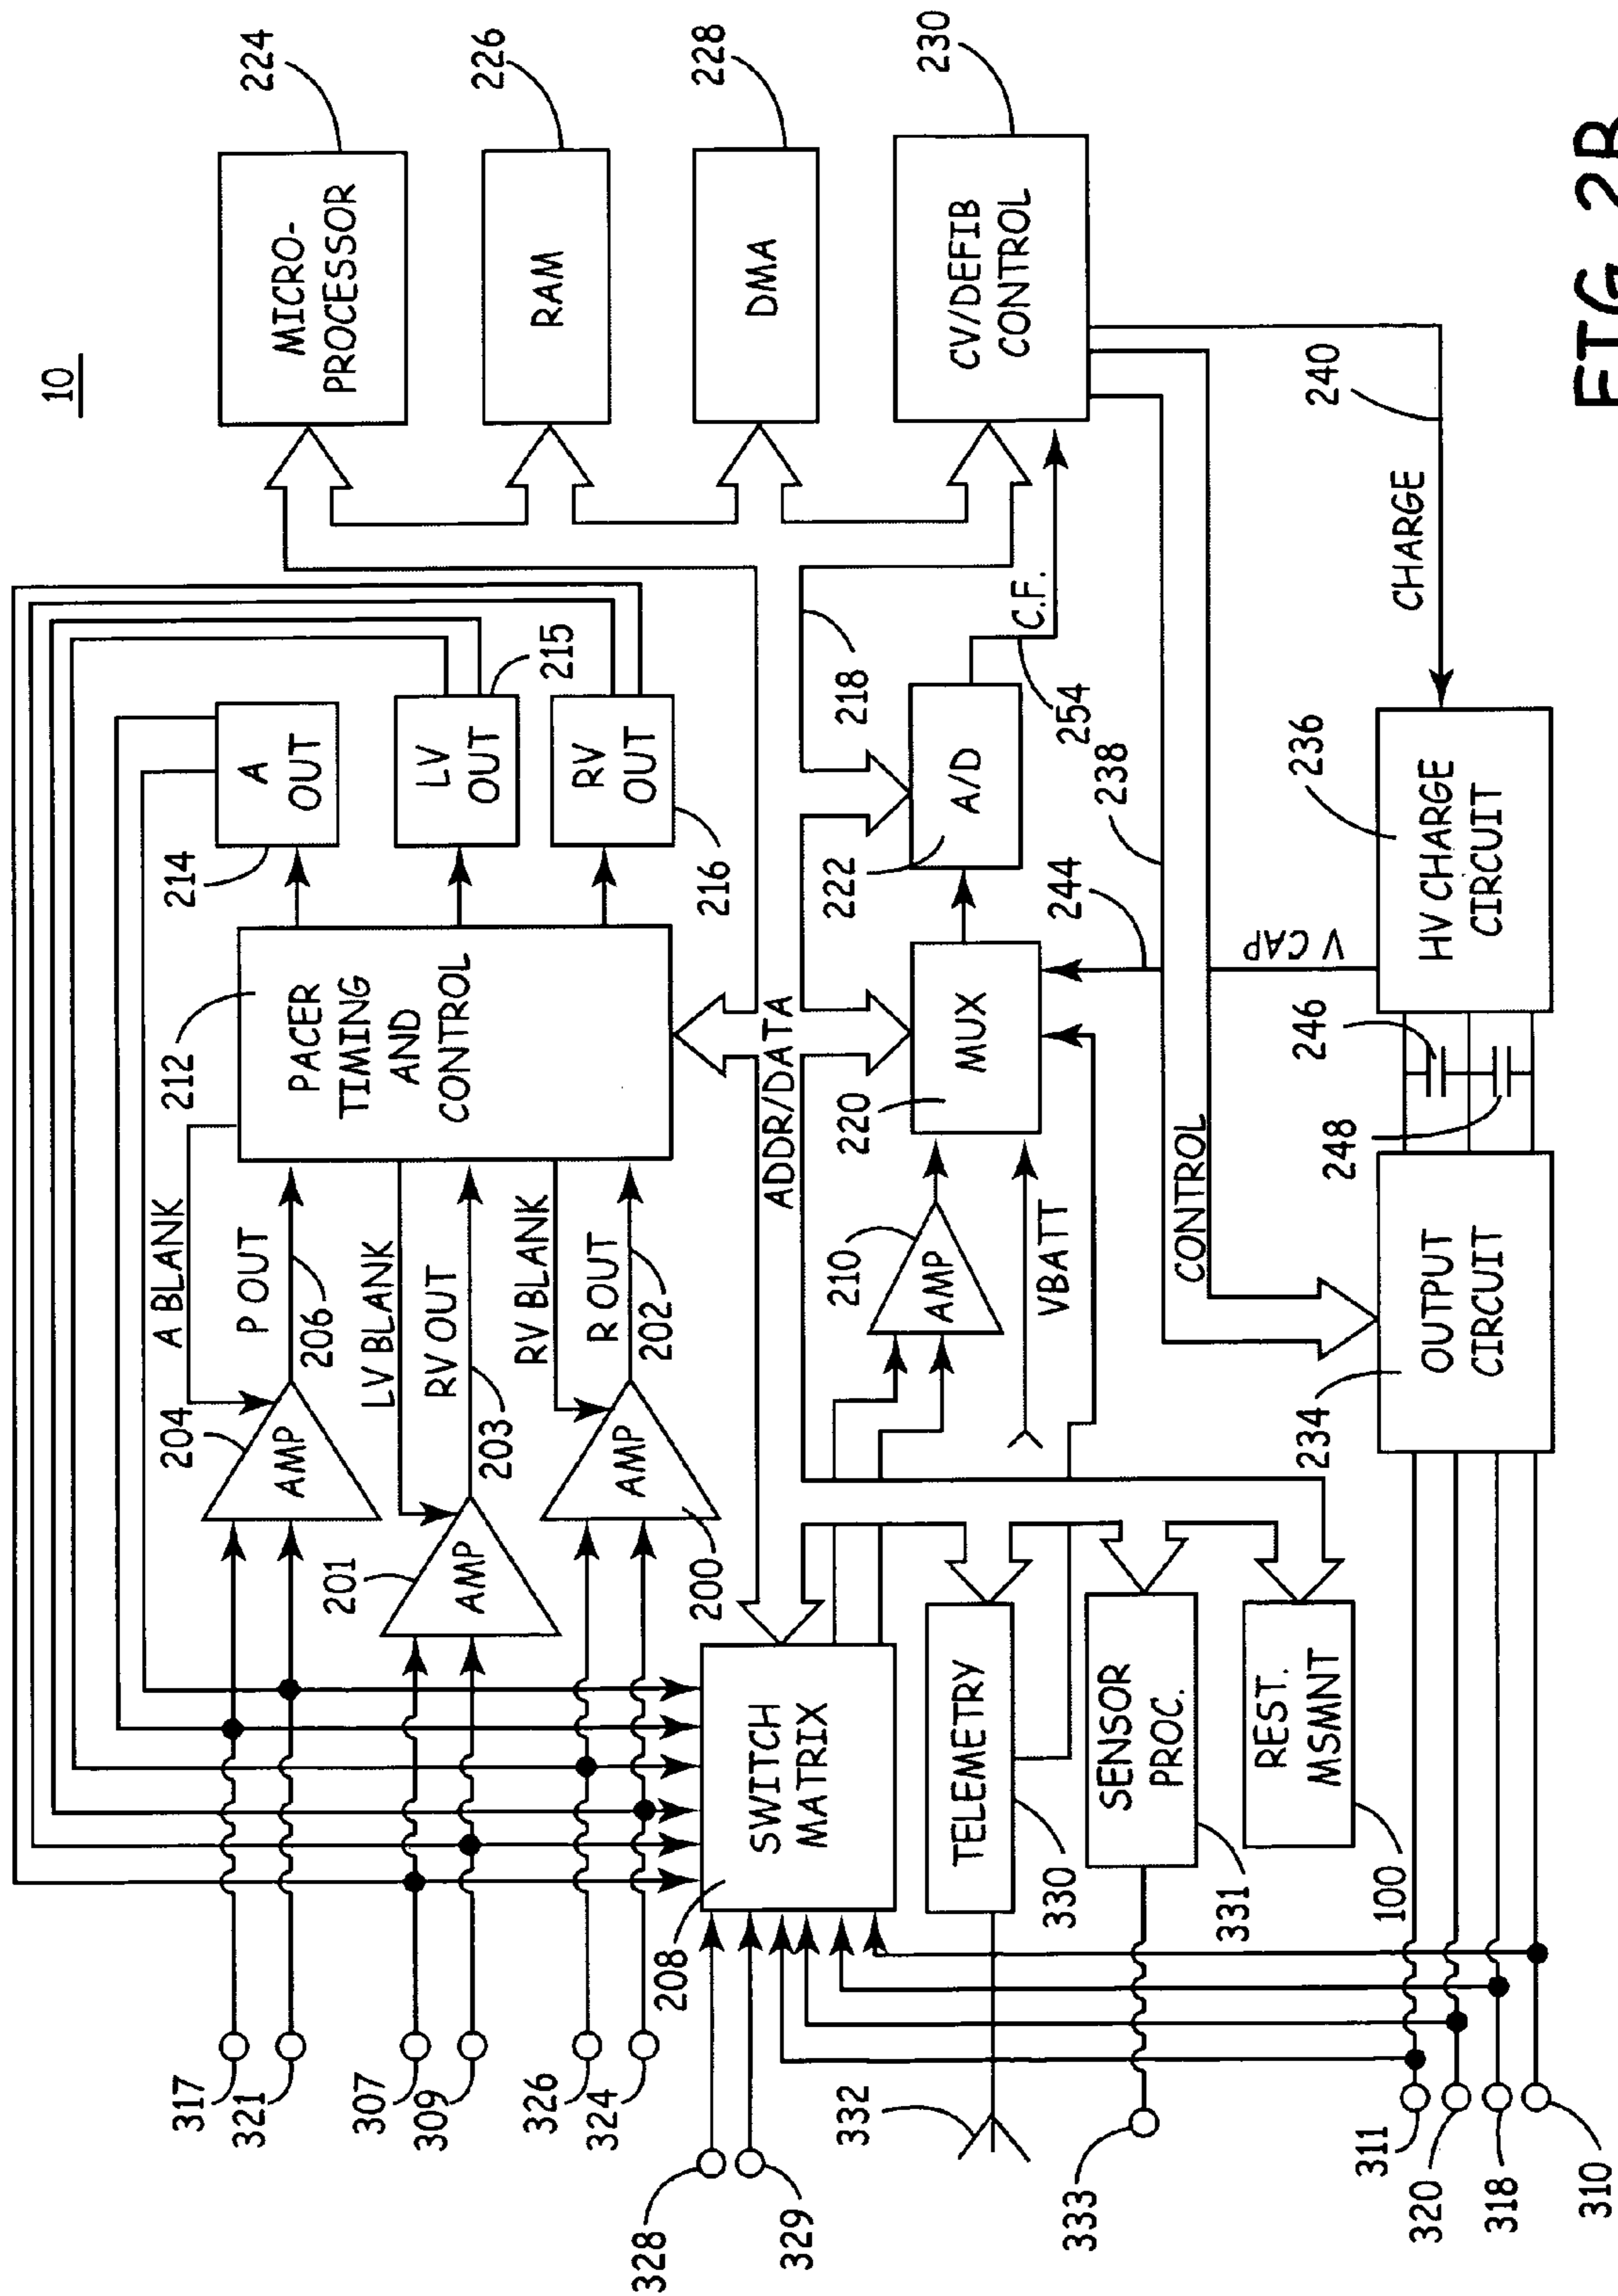 10
224
MICRO-
PROCESSOR
226
RAM
228
DMA
230
CV/DEFIB
CONTROL
212
PACER
TIMING
AND
CONTROL
214
A
OUT
215
LV
OUT
216
RV
OUT
A BLANK
P OUT
206
204
AMP
LV BLANK
RV OUT
203
201
AMP
RV BLANK
R OUT
202
200
AMP
317
321
307
309
326
324
328
329
208
SWITCH
MATRIX
ADDR/DATA
218
210
AMP
VBATT
220
MUX
222
A/D
C.F.
254
244
238
V CAP
CONTROL
240
CHARGE
236
HV CHARGE
CIRCUIT
246
248
234
OUTPUT
CIRCUIT
TELEMETRY
330
332
SENSOR
PROC.
331
333
REST.
MSMNT
100
311
320
318
310
FIG 2B